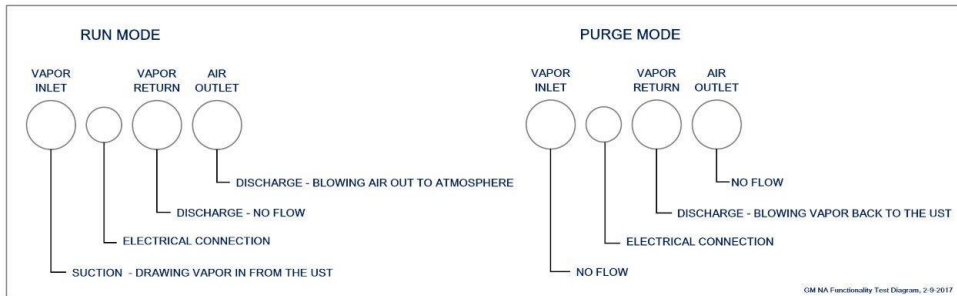 RUN MODE
VAPOR
INLET
VAPOR
RETURN
AIR
OUTLET
DISCHARGE - BLOWING AIR OUT TO ATMOSPHERE
DISCHARGE - NO FLOW
ELECTRICAL CONNECTION
SUCTION - DRAWING VAPOR IN FROM THE UST
PURGE MODE
VAPOR
INLET
VAPOR
RETURN
AIR
OUTLET
NO FLOW
DISCHARGE - BLOWING VAPOR BACK TO THE UST
ELECTRICAL CONNECTION
NO FLOW
GM NA Functionality Test Diagram, 2-9-2017